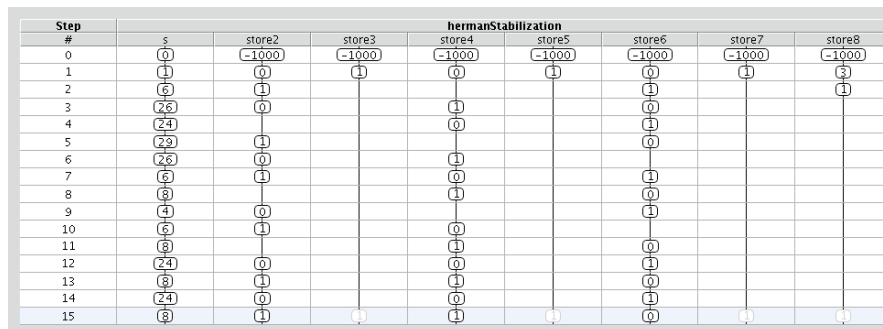 Step hermanStabilization
# s store2 store3 store4 store5 store6 store7 store8
0 0 -1000 -1000 -1000 -1000 -1000 -1000 -1000
1 1 0 1 0 1 0 1 3
2 6 1 1 1
3 26 0 1 0
4 24 0 1
5 29 1 0
6 26 0 1
7 6 1 0 1
8 8 1 0
9 4 0 1
10 6 1 0
11 8 1 0
12 24 0 0 1
13 8 1 1 0
14 24 0 0 1
15 8 1 1 1 1 0 1 1